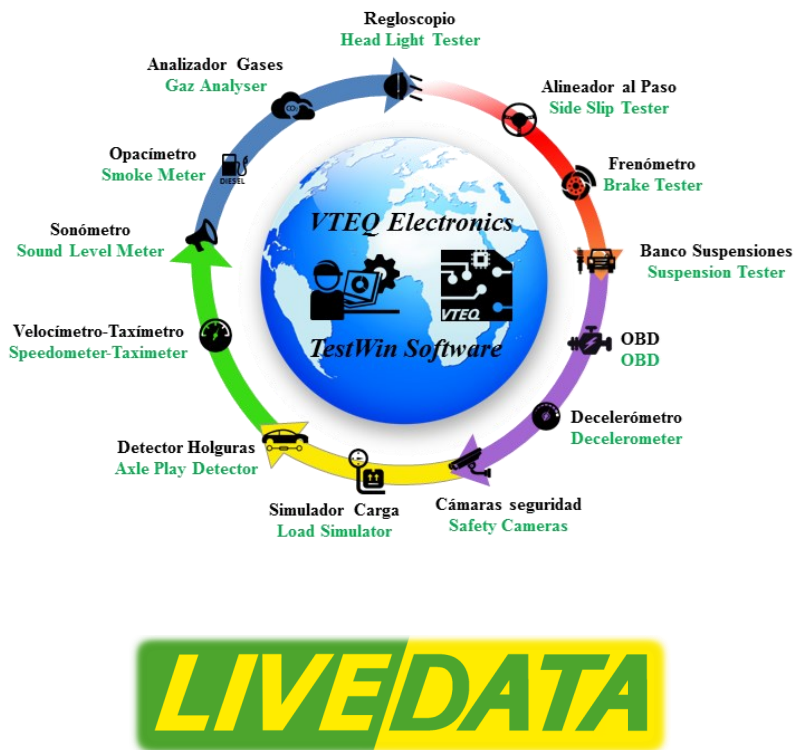 Regloscopio
Head Light Tester
Analizador Gases
Gaz Analyser
Alineador al Paso
Side Slip Tester
CO2
Opacímetro
Smoke Meter
DIESEL
Frenómetro
Brake Tester
Sonómetro
Sound Level Meter
VTEQ Electronics
Banco Suspensiones
Suspension Tester
VTEQ
Velocímetro-Taxímetro
Speedometer-Taximeter
TestWin Software
OBD
OBD
Decelerómetro
Decelerometer
Detector Holguras
Axle Play Detector
Simulador Carga
Load Simulator
Cámaras seguridad
Safety Cameras
LIVEDATA